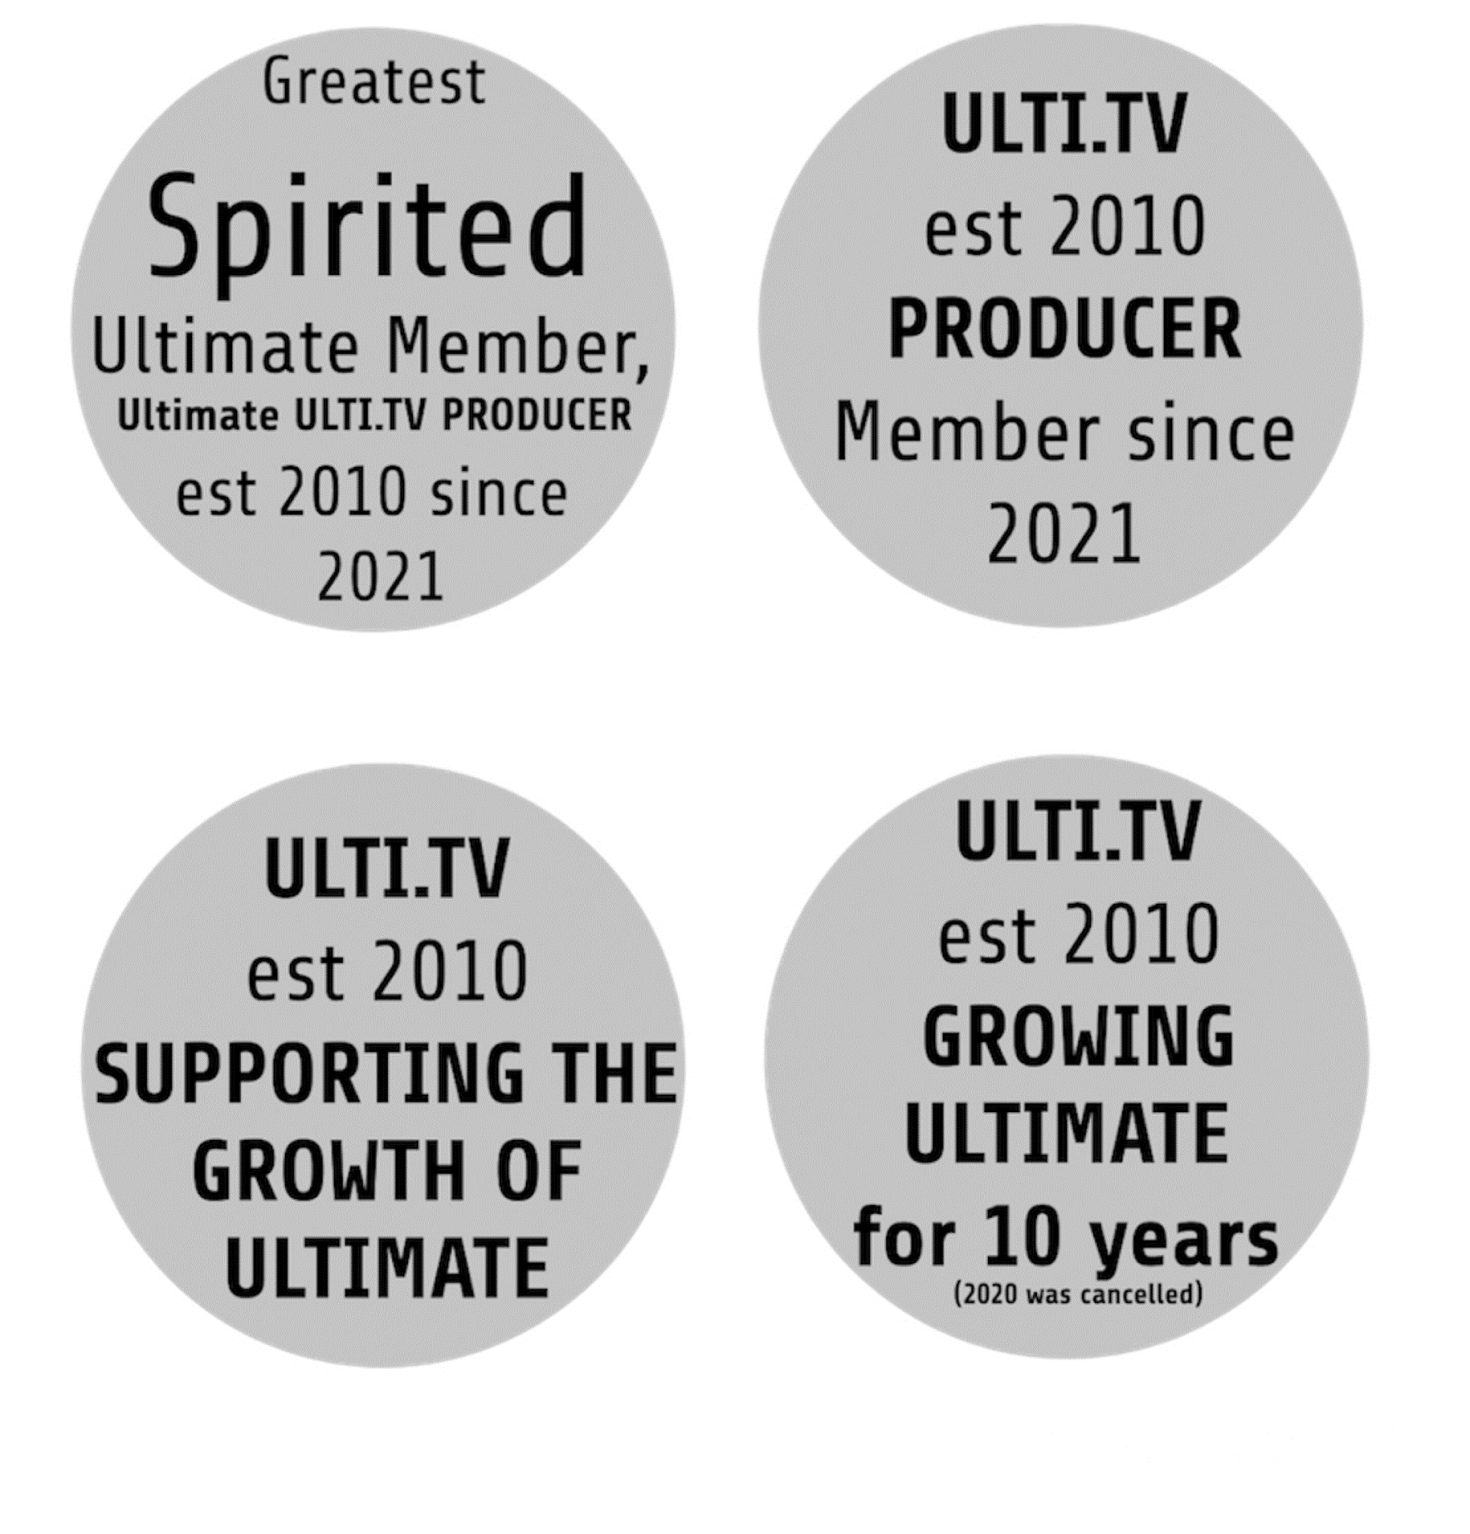 Greatest
Spirited
Ultimate Member,
Ultimate ULTI.TV PRODUCER
est 2010 since
2021
ULTI.TV
est 2010
PRODUCER
Member since
2021
ULTI.TV
est 2010
SUPPORTING THE
GROWTH OF
ULTIMATE
ULTI.TV
est 2010
GROWING
ULTIMATE
for 10 years
(2020 was cancelled)